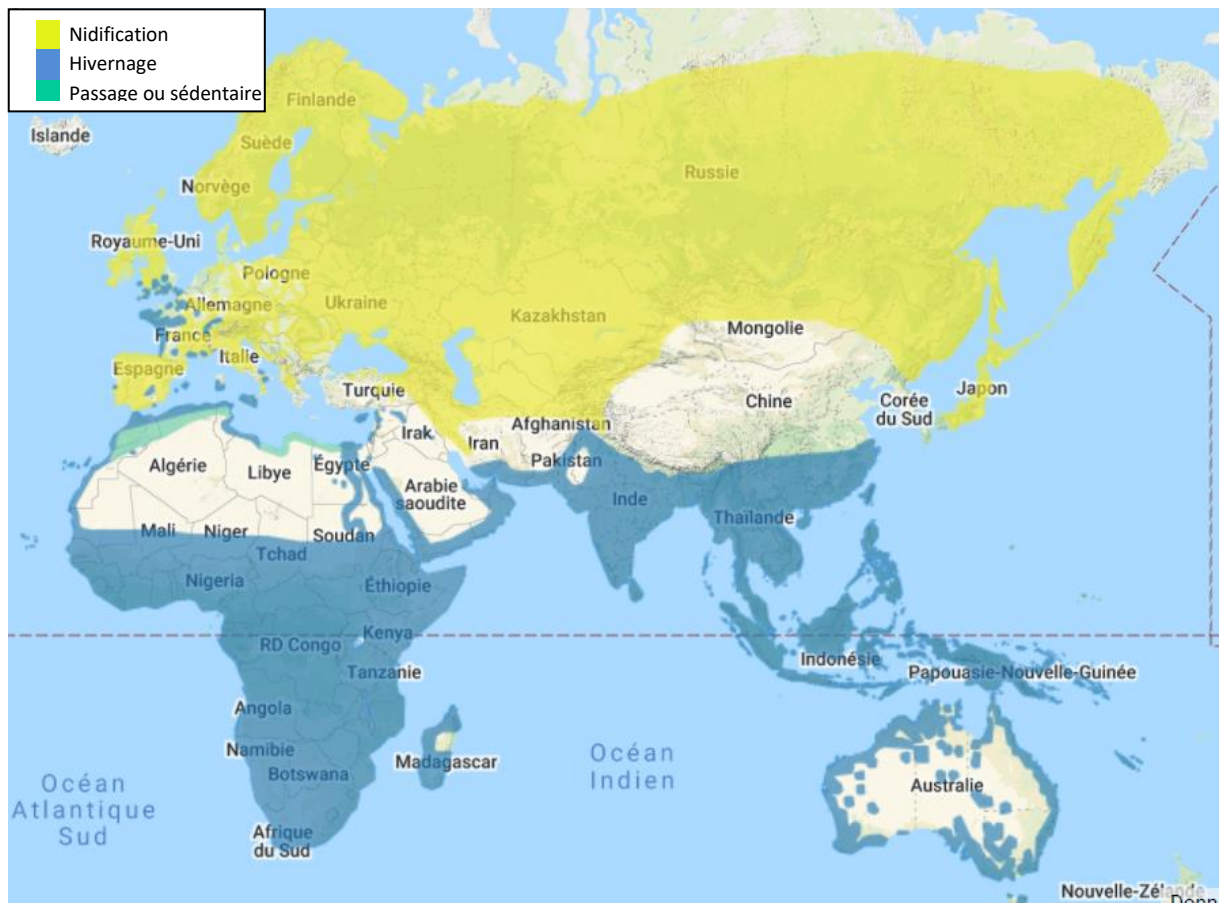 Nidification
Hivernage
Passage ou sédentaire
Finlande
Islande
Suède
Russie
Norvège
Royaume-Uni
Pologne
Allemagne
Ukraine
Kazakhstan
Mongolie
France
Italie
Espagne
Turquie
Chine
Corée
du Sud
Japon
Afghanistan
Irak
Iran
Algérie
Libye
Égypte
Pakistan
Arabie
saoudite
Inde
Mali
Niger
Soudan
Thaïlande
Tchad
Nigeria
Éthiopie
Kenya
RD Congo
Tanzanie
Indonésie
Papouasie-Nouvelle-Guinée
Angola
Namibie
Madagascar
Botswana
Océan
Indien
Australie
Océan
Atlantique
Sud
Afrique
du Sud
Nouvelle-Zélande